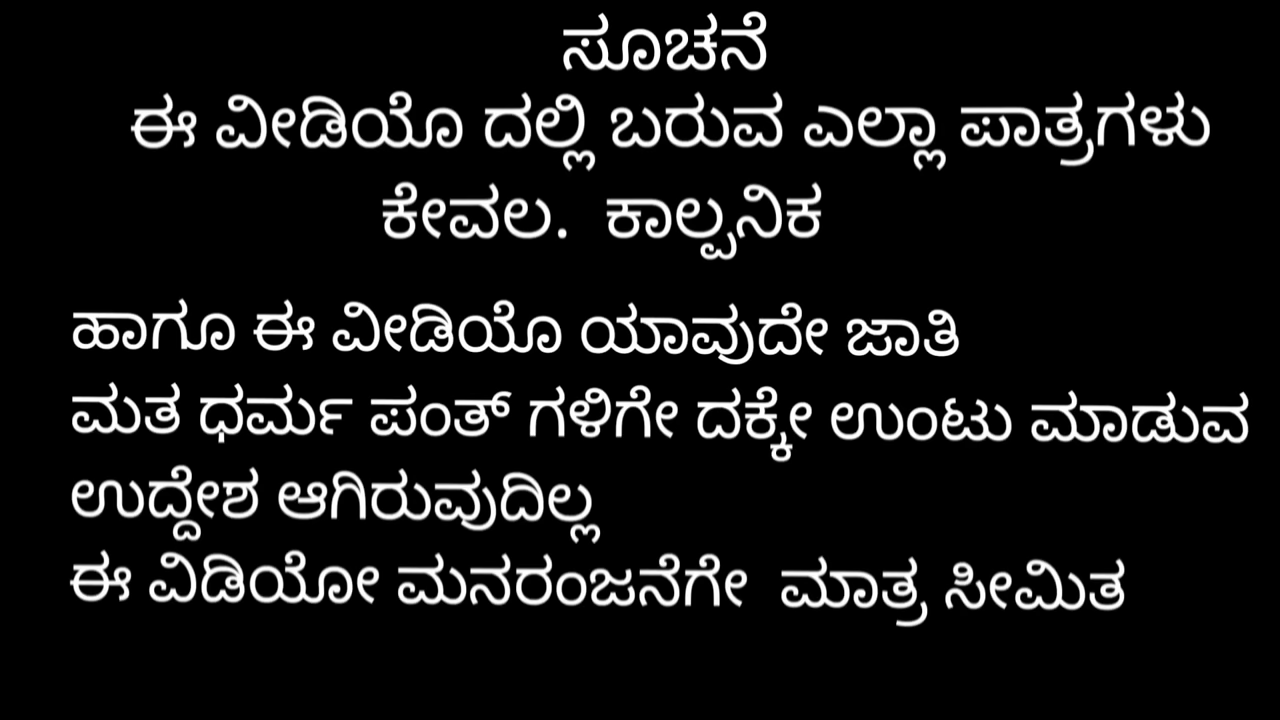 ಸೂಚನೆ
ಈ ವೀಡಿಯೊ ದಲ್ಲಿ ಬರುವ ಎಲ್ಲಾ ಪಾತ್ರಗಳು
ಕೇವಲ. ಕಾಲ್ಪನಿಕ
ಹಾಗೂ ಈ ವೀಡಿಯೊ ಯಾವುದೇ ಜಾತಿ
ಮತ ಧರ್ಮ ಪಂತ್ ಗಳಿಗೇ ದಕ್ಕೇ ಉಂಟು ಮಾಡುವ
ಉದ್ದೇಶ ಆಗಿರುವುದಿಲ್ಲ
ಈ ವಿಡಿಯೋ ಮನರಂಜನೆಗೇ ಮಾತ್ರ ಸೀಮಿತ